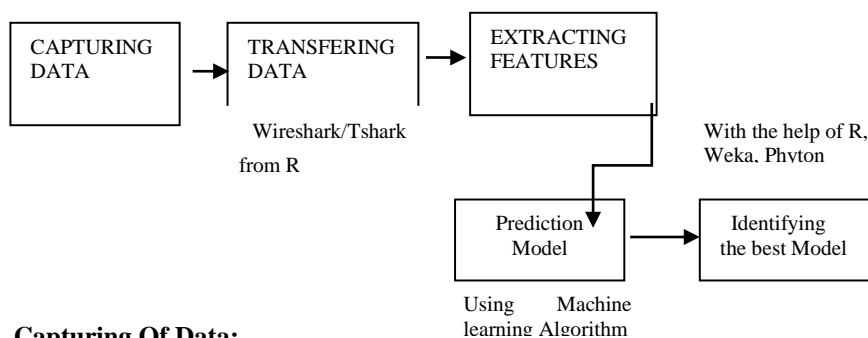 CAPTURING
DATA
TRANSFERING
DATA
EXTRACTING
FEATURES
Wireshark/Tshark
from R
With the help of R,
Weka, Phyton
Prediction
Model
Identifying
the best Model
Using Machine
learning Algorithm
Capturing Of Data: